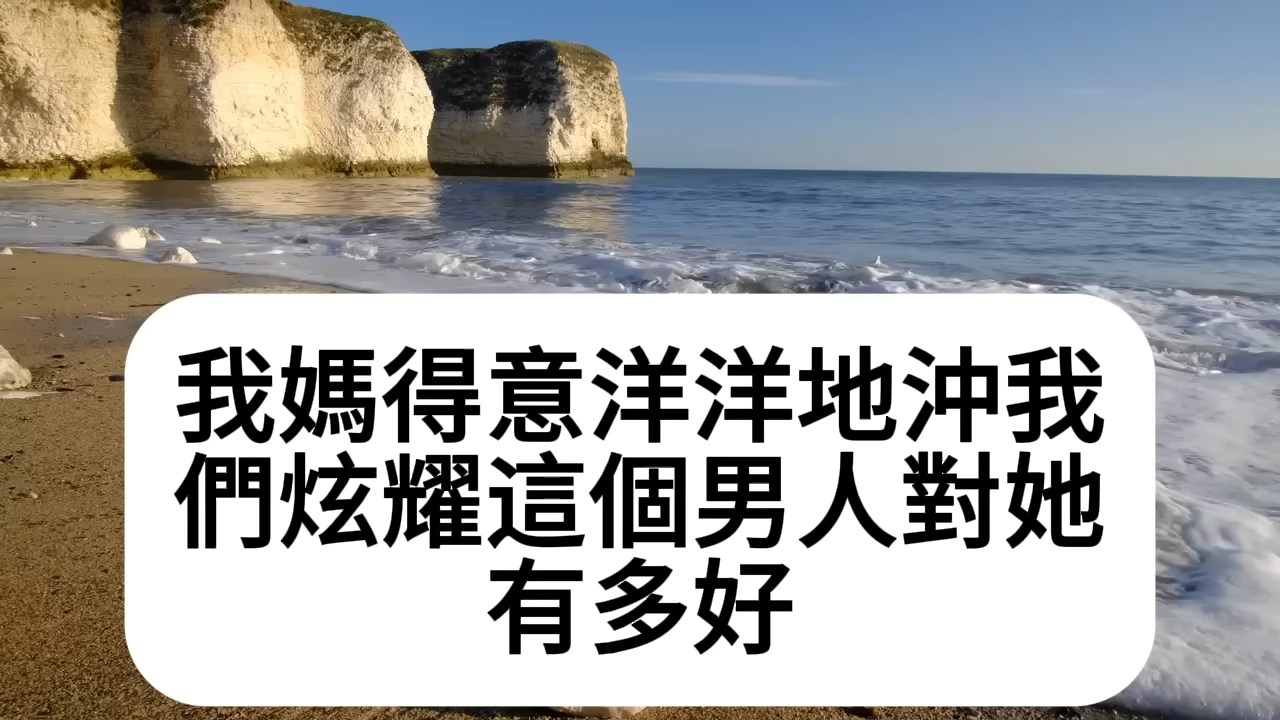 我媽得意洋洋地沖我
們炫耀這個男人對她
有多好